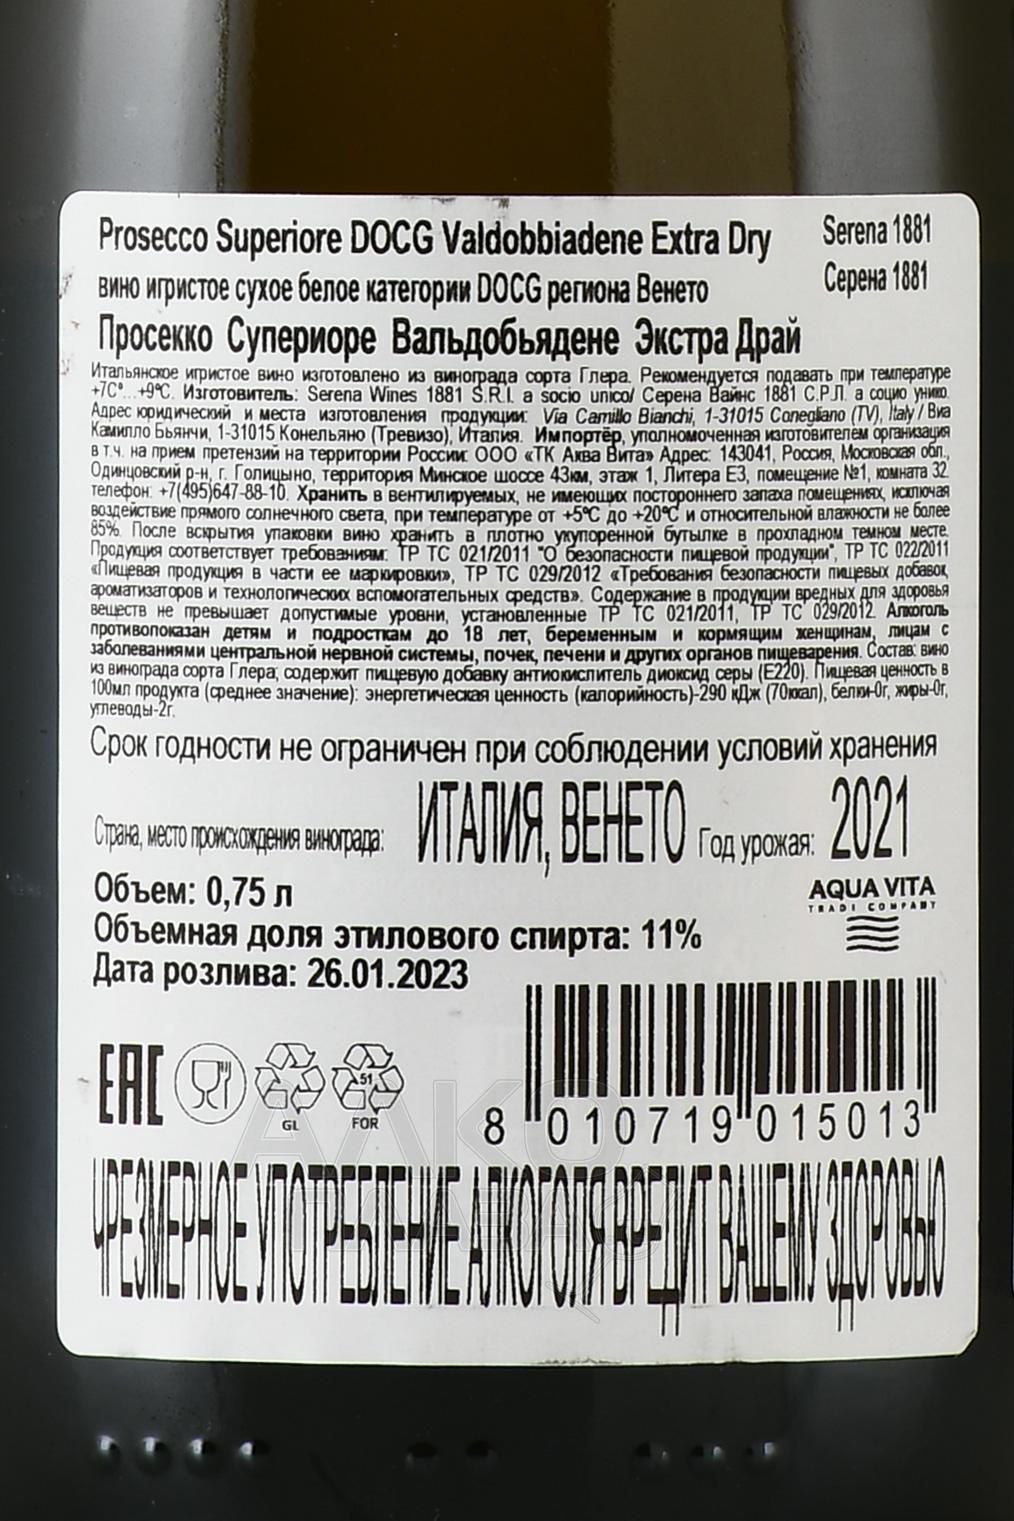 Prosecco Superiore DOCG Valdobbiadene Extra Dry
Serena 1881
вино игристое сухое белое категории DOCG региона Венето
Серена 1881
Просекко Супериоре Вальдобьядене Экстра Драй
Итальянское игристое вино изготовлено из винограда сорта Глера. Рекомендуется подавать при температуре
+7С°...+9°С. Изготовитель: Serena Wines 1881 S.R.l. a socio unico/ Серена Вайнс 1881 С.Р.Л. а социо унико.
Адрес юридический и места изготовления продукции: Via Camillo Bianchi, 1-31015 Conegliano (TV), Italy / Виа
Камилло Бьянчи, 1-31015 Конельяно (Тревизо), Италия. Импортёр, уполномоченная изготовителем организация
в т.ч. на прием претензий на территории России: ООО «ТК Аква Вита» Адрес: 143041, Россия, Московская обл.,
Одинцовский р-н, г. Голицыно, территория Минское шоссе 43км, этаж 1, Литера Е3, помещение №1, комната 32.
телефон: +7(495)647-88-10. Хранить в вентилируемых, не имеющих постороннего запаха помещениях, исключая
воздействие прямого солнечного света, при температуре от +5°С до +20°С и относительной влажности не более
85%. После вскрытия упаковки вино хранить в плотно укупоренной бутылке в прохладном темном месте.
Продукция соответствует требованиям: ТР ТС 021/2011 "О безопасности пищевой продукции", ТР ТС 022/2011
«Пищевая продукция в части ее маркировки», ТР ТС 029/2012 «Требования безопасности пищевых добавок,
ароматизаторов и технологических вспомогательных средств». Содержание в продукции вредных для здоровья
веществ не превышает допустимые уровни, установленные ТР ТС 021/2011, ТР ТС 029/2012. Алкоголь
противопоказан детям и подросткам до 18 лет, беременным и кормящим женщинам, лицам с
заболеваниями центральной нервной системы, почек, печени и других органов пищеварения. Состав: вино
из винограда сорта Глера; содержит пищевую добавку антиокислитель диоксид серы (Е220). Пищевая ценность в
100мл продукта (среднее значение): энергетическая ценность (калорийность)-290 кДж (70ккал), белки-0г, жиры-0г,
углеводы-2г.
Срок годности не ограничен при соблюдении условий хранения
Страна, место происхождения винограда: ИТАЛИЯ, ВЕНЕТО Год урожая: 2021
Объем: 0,75 л
AQUA VITA
TRADE COMPANY
Объемная доля этилового спирта: 11%
Дата розлива: 26.01.2023
EAC
GL
51
FOR
8 010719 015013
АЛКО
ЧРЕЗМЕРНОЕ УПОТРЕБЛЕНИЕ АЛКОГОЛЯ ВРЕДИТ ВАШЕМУ ЗДОРОВЬЮ